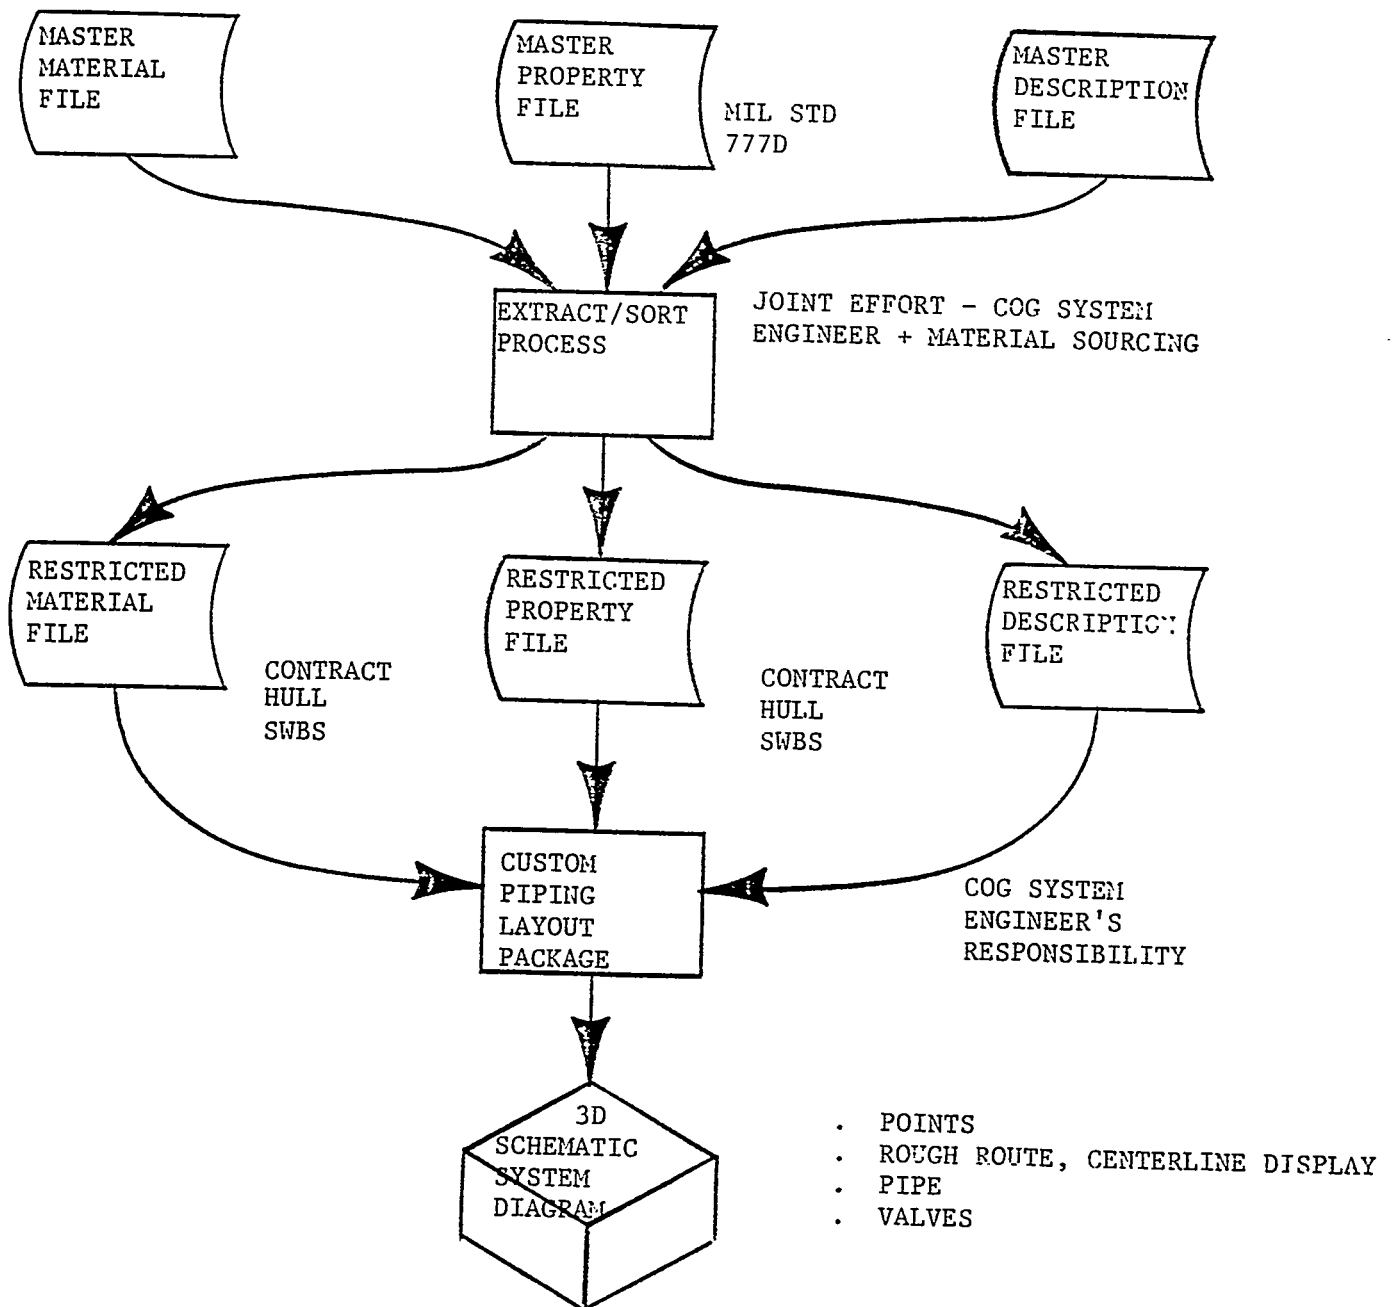 MASTER
MATERIAL
FILE
MASTER
PROPERTY
FILE
MIL STD
777D
MASTER
DESCRIPTION
FILE
EXTRACT/SORT
PROCESS
JOINT EFFORT - COG SYSTEM
ENGINEER + MATERIAL SOURCING
RESTRICTED
MATERIAL
FILE
CONTRACT
HULL
SWBS
RESTRICTED
PROPERTY
FILE
CONTRACT
HULL
SWBS
RESTRICTED
DESCRIPTION
FILE
CUSTOM
PIPING
LAYOUT
PACKAGE
COG SYSTEM
ENGINEER'S
RESPONSIBILITY
3D
SCHEMATIC
SYSTEM
DIAGRAM
. POINTS
. ROUGH ROUTE, CENTERLINE DISPLAY
. PIPE
. VALVES